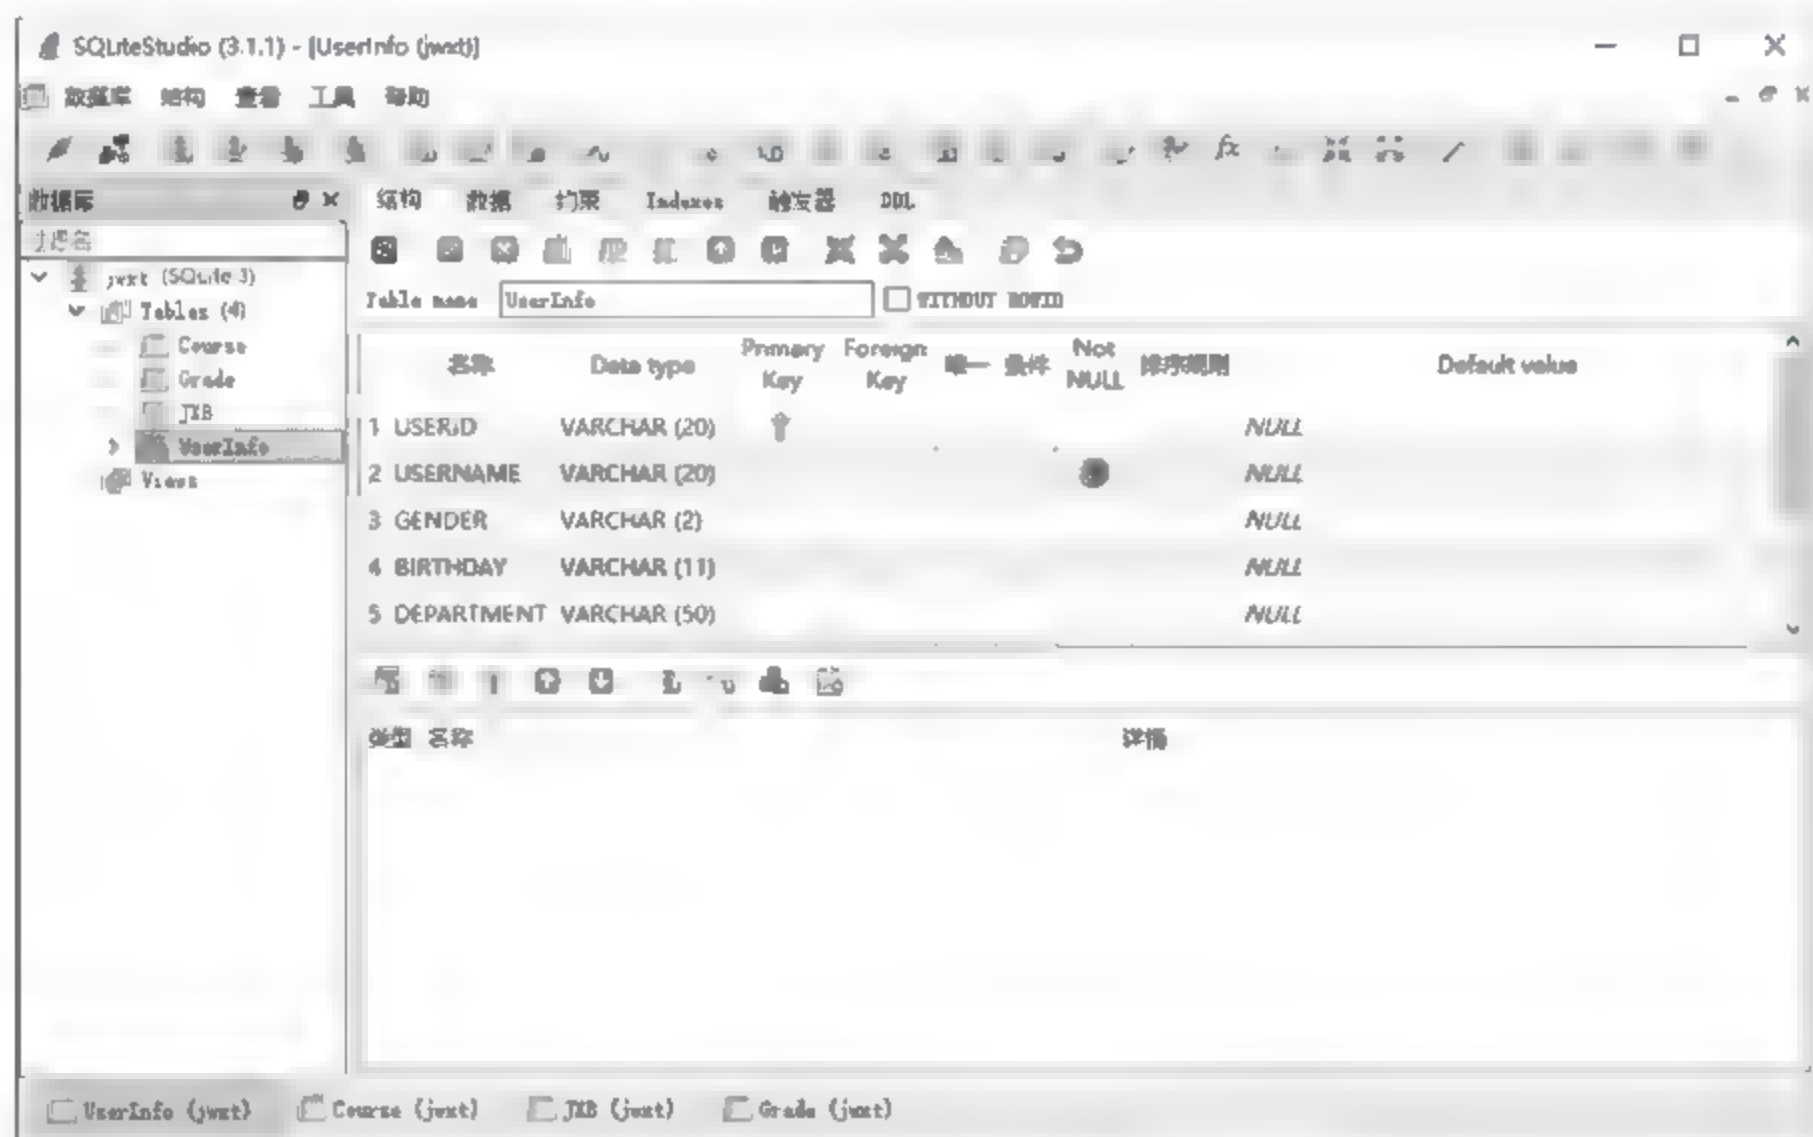 SQLiteStudio (3.1.1) - [UserInfo (jwxt)]
数据库 结构 查看 工具 帮助
数据库
结构 数据 约束 Indexes 触发器 DDL
Table name UserInfo WITHOUT ROWID
jwxt (SQLite 3)
Tables (4)
Course
Grade
JXB
UserInfo
Views
名称 Data type Primary Key Foreign Key 唯一 条件 Not NULL 排序规则 Default value
1 USERID VARCHAR (20) NULL
2 USERNAME VARCHAR (20) NULL
3 GENDER VARCHAR (2) NULL
4 BIRTHDAY VARCHAR (11) NULL
5 DEPARTMENT VARCHAR (50) NULL
类型 名称 详情
UserInfo (jwxt) Course (jwxt) JXB (jwxt) Grade (jwxt)